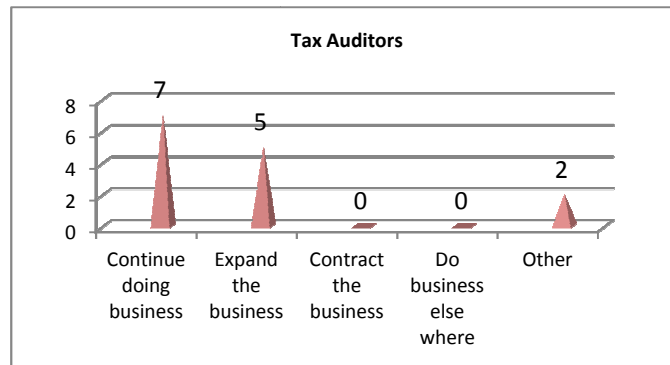 Tax Auditors
7
5
0
0
2
8
6
4
2
0
Continue
doing
business
Expand
the
business
Contract
the
business
Do
business
else
where
Other